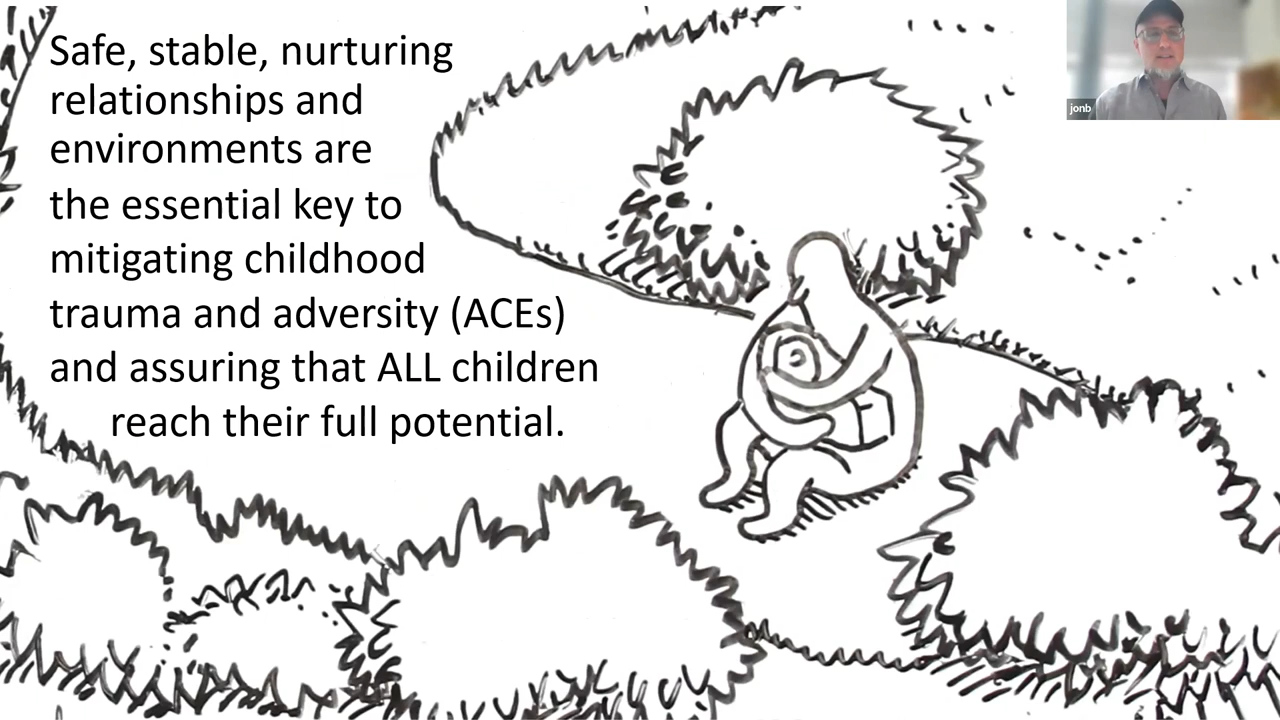 Safe, stable, nurturing
relationships and
environments are
the essential key to
mitigating childhood
trauma and adversity (ACEs)
and assuring that ALL children
reach their full potential.
jonb